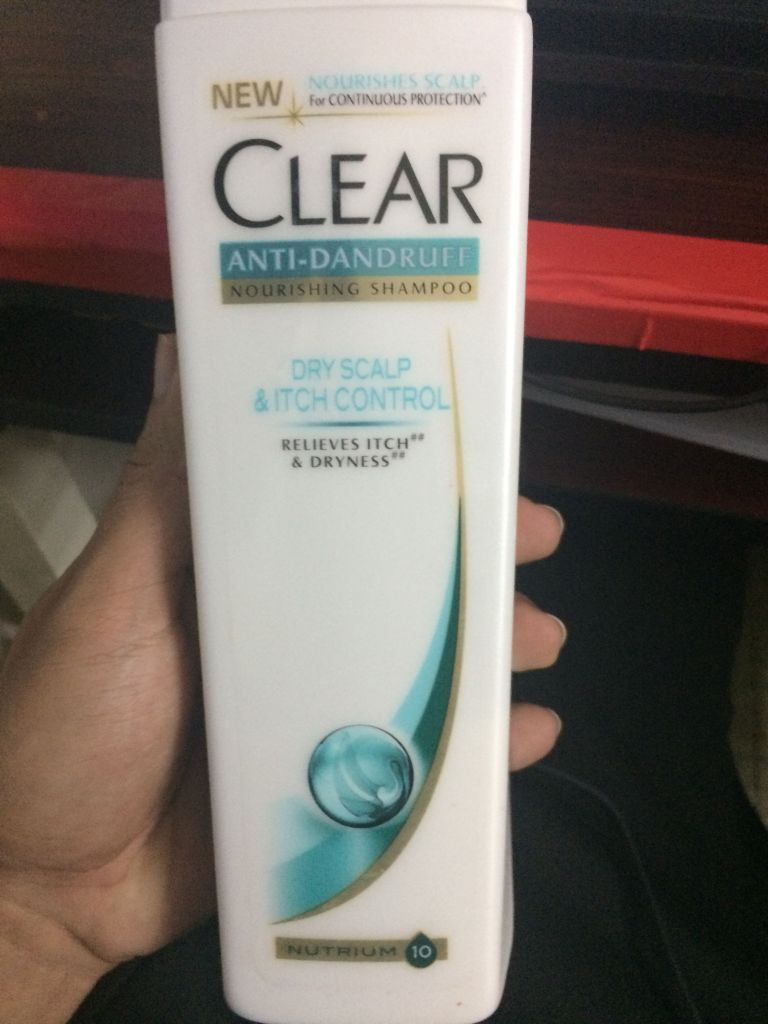 NEW NOURISHES SCALP
For CONTINUOUS PROTECTION^
CLEAR
ANTI-DANDRUFF
NOURISHING SHAMPOO
DRY SCALP
& ITCH CONTROL
RELIEVES ITCH##
& DRYNESS##
NUTRIUM 10